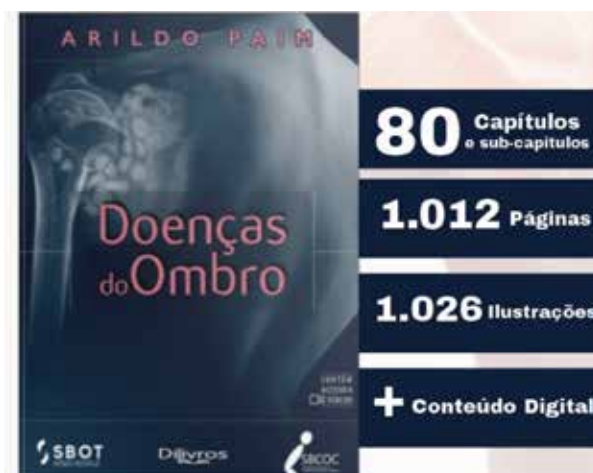 ARILDO PAIM
Doenças
do Ombro
SBOT
Dilivros
SBCOC
80 Capítulos
e sub-capítulos
1.012 Páginas
1.026 Ilustrações
+ Conteúdo Digital